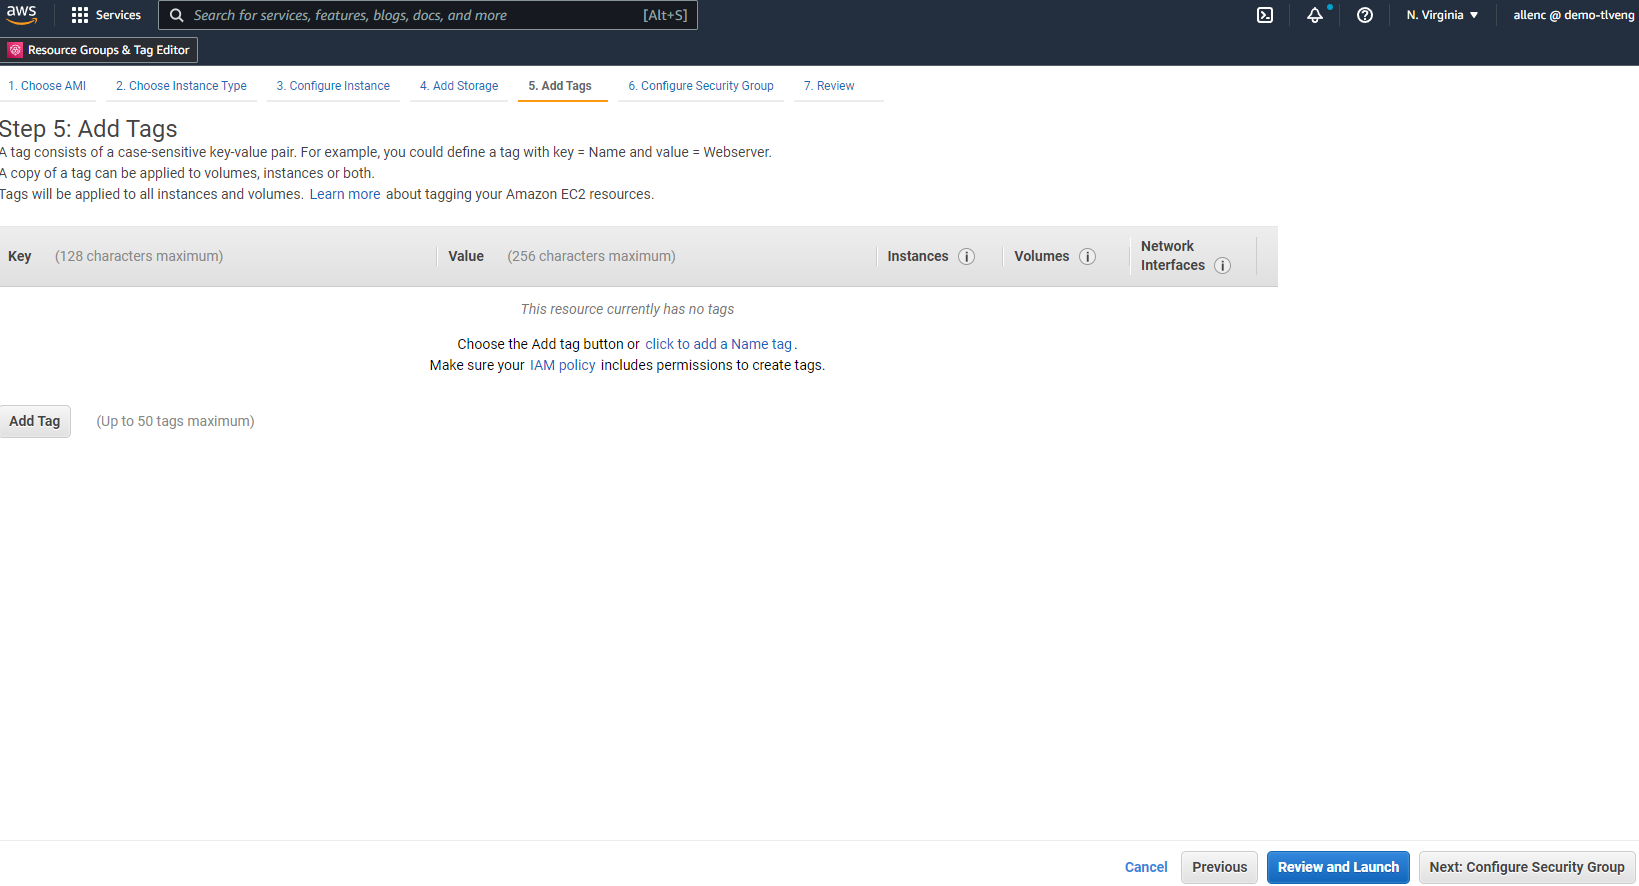 aws
Services
Search for services, features, blogs, docs, and more
[Alt+S]
N. Virginia
allenc @ demo-tlveng
Resource Groups & Tag Editor
1. Choose AMI
2. Choose Instance Type
3. Configure Instance
4. Add Storage
5. Add Tags
6. Configure Security Group
7. Review
Step 5: Add Tags
A tag consists of a case-sensitive key-value pair. For example, you could define a tag with key = Name and value = Webserver.
A copy of a tag can be applied to volumes, instances or both.
Tags will be applied to all instances and volumes. Learn more about tagging your Amazon EC2 resources.
Key (128 characters maximum)
Value (256 characters maximum)
Instances
Volumes
Network
Interfaces
This resource currently has no tags
Choose the Add tag button or click to add a Name tag.
Make sure your IAM policy includes permissions to create tags.
Add Tag
(Up to 50 tags maximum)
Cancel
Previous
Review and Launch
Next: Configure Security Group